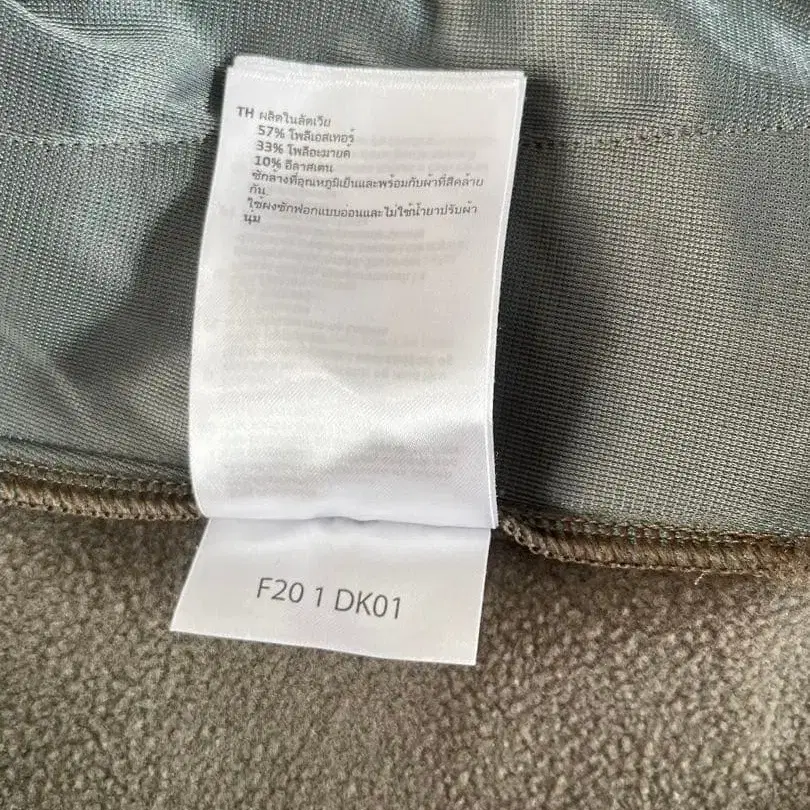 TH ผลิตในลัตเวีย
57% โพลีเอสเทอร์
33% โพลีอะมายด์
10% อีลาสเตน
ซักล้างที่อุณหภูมิเย็นและพร้อมกับผ้าที่สีคล้าย
กัน
ใช้ผงซักฟอกแบบอ่อนและไม่ใช้น้ำยาปรับผ้า
นุ่ม
F20 1 DK01